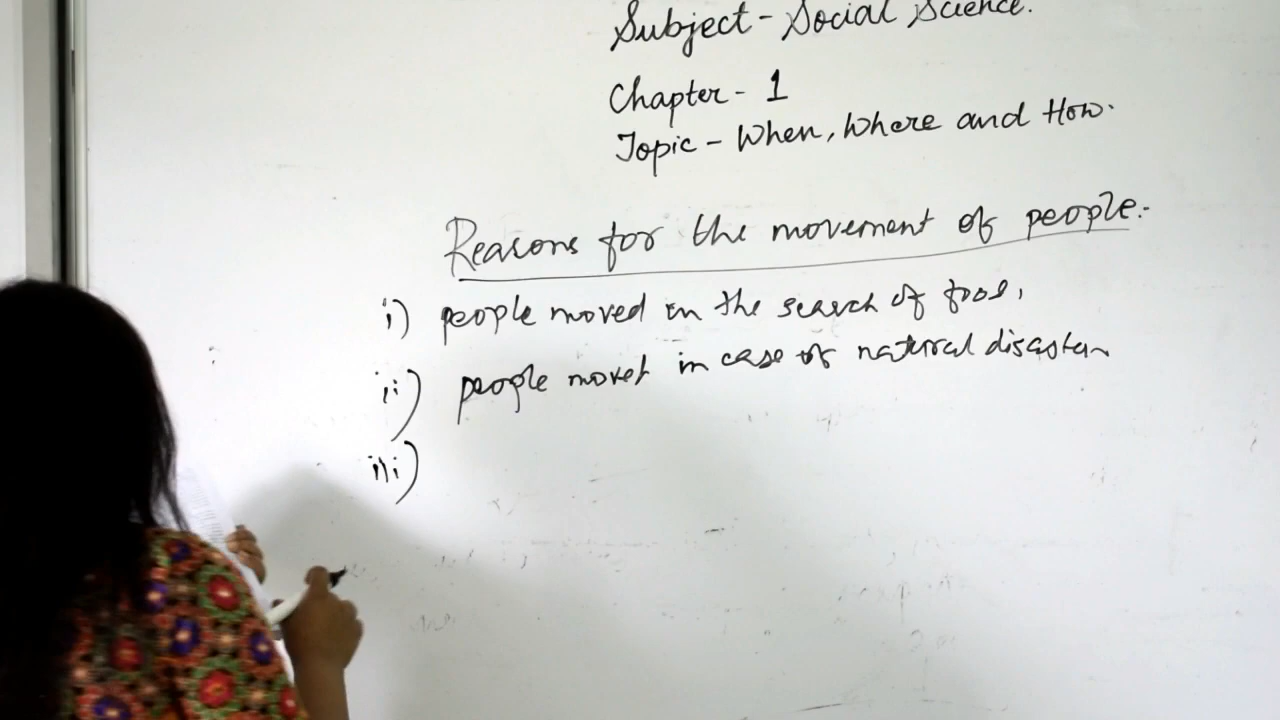 Subject - Social Science.
Chapter - 1
Topic - When, Where and How.
Reasons for the movement of people:-
i) people moved in the search of food,
ii) people movet in case of natural disaster
iii)